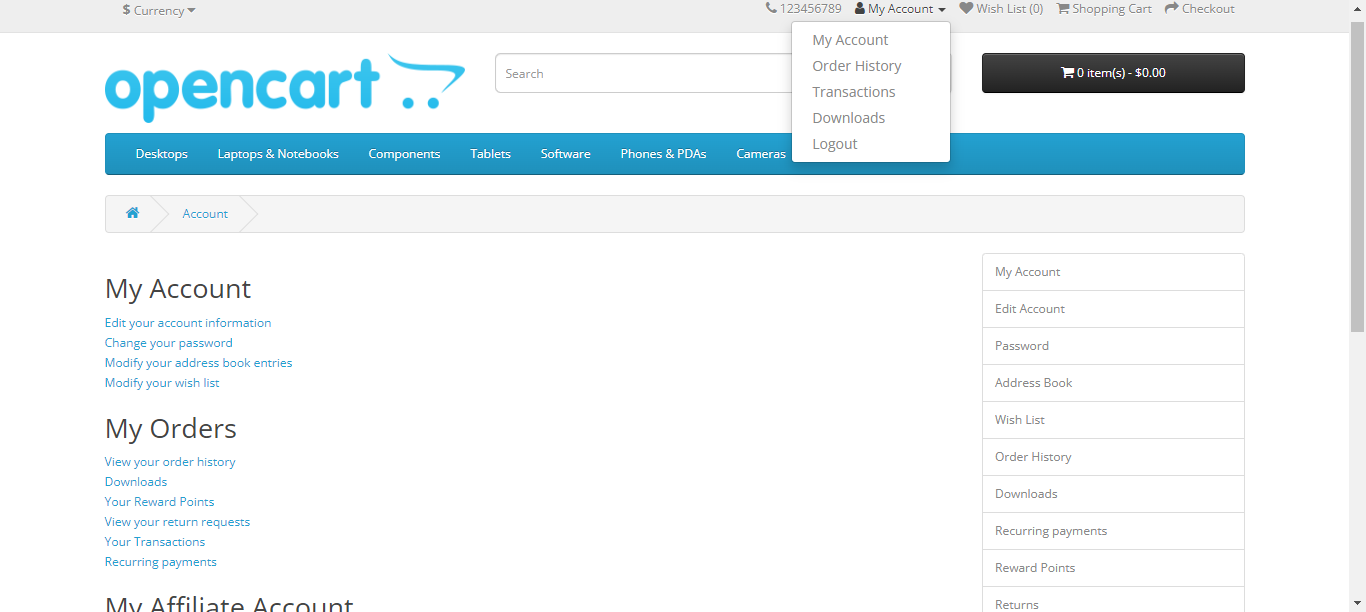 $ Currency
123456789 My Account Wish List (0) Shopping Cart Checkout
My Account
Order History
Transactions
Downloads
Logout
opencart
Search
0 item(s) - $0.00
Desktops Laptops & Notebooks Components Tablets Software Phones & PDAs Cameras
Account
My Account
Edit your account information
Change your password
Modify your address book entries
Modify your wish list
My Orders
View your order history
Downloads
Your Reward Points
View your return requests
Your Transactions
Recurring payments
My Affiliate Account
My Account
Edit Account
Password
Address Book
Wish List
Order History
Downloads
Recurring payments
Reward Points
Returns